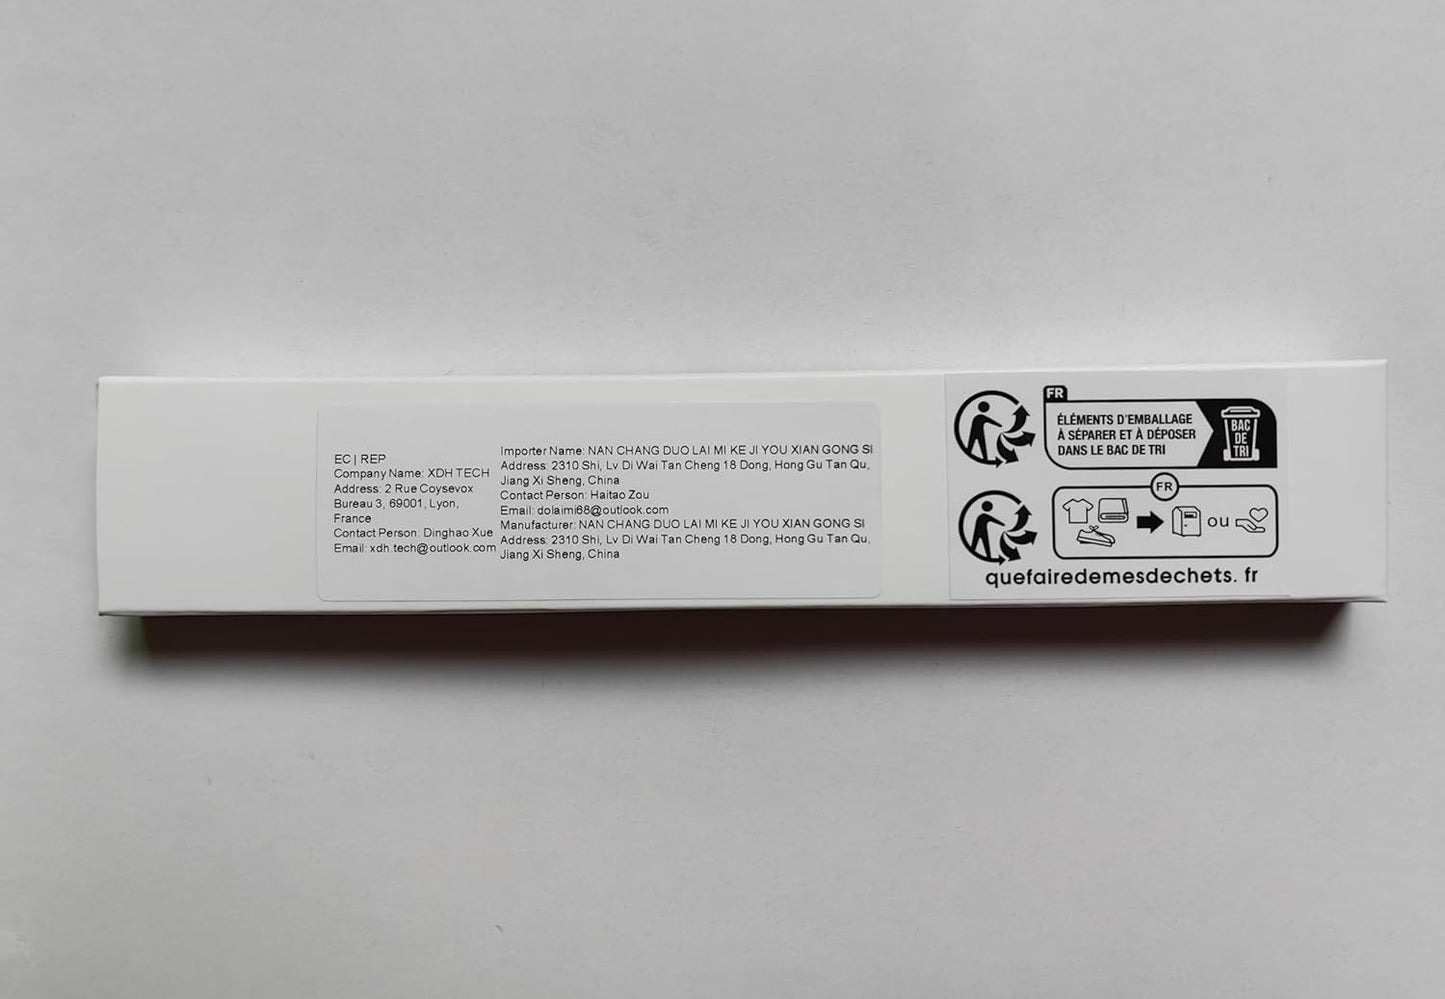 EC | REP
Company Name: XDH TECH
Address: 2 Rue Coysevox
Bureau 3, 69001, Lyon,
France
Contact Person: Dinghao Xue
Email: xdh.tech@outlook.com
Importer Name: NAN CHANG DUO LAI MI KE JI YOU XIAN GONG SI
Address: 2310 Shi, Lv Di Wai Tan Cheng 18 Dong, Hong Gu Tan Qu,
Jiang Xi Sheng, China
Contact Person: Haitao Zou
Email: dolaimi68@outlook.com
Manufacturer: NAN CHANG DUO LAI MI KE JI YOU XIAN GONG SI
Address: 2310 Shi, Lv Di Wai Tan Cheng 18 Dong, Hong Gu Tan Qu,
Jiang Xi Sheng, China
FR
ÉLÉMENTS D'EMBALLAGE
À SÉPARER ET À DÉPOSER
DANS LE BAC DE TRI
BAC
DE
TRI
FR
ou
quefairedemesdechets. fr